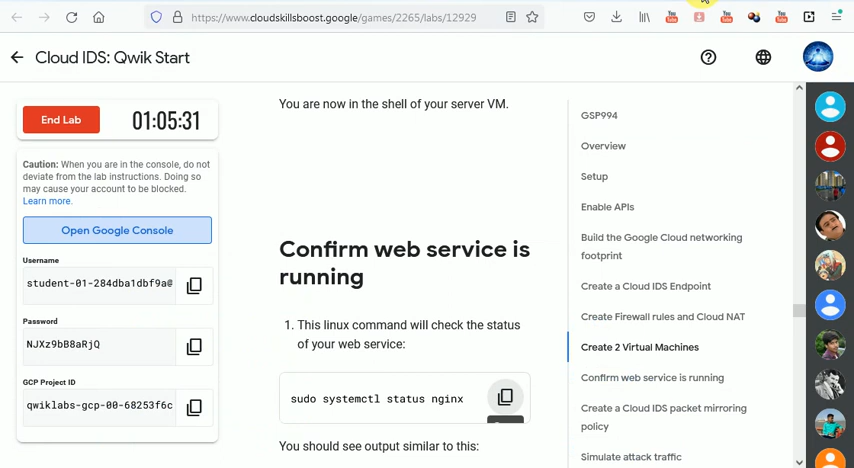 https://www.cloudskillsboost.google/games/2265/labs/12929
Cloud IDS: Qwik Start
End Lab
01:05:31
Caution: When you are in the console, do not
deviate from the lab instructions. Doing so
may cause your account to be blocked.
Learn more.
Open Google Console
Username
student-01-284dba1dbf9a@
Password
NJXz9bB8aRjQ
GCP Project ID
qwiklabs-gcp-00-68253f6c
You are now in the shell of your server VM.
Confirm web service is
running
1. This linux command will check the status
of your web service:
sudo systemctl status nginx
You should see output similar to this:
GSP994
Overview
Setup
Enable APIs
Build the Google Cloud networking
footprint
Create a Cloud IDS Endpoint
Create Firewall rules and Cloud NAT
Create 2 Virtual Machines
Confirm web service is running
Create a Cloud IDS packet mirroring
policy
Simulate attack traffic